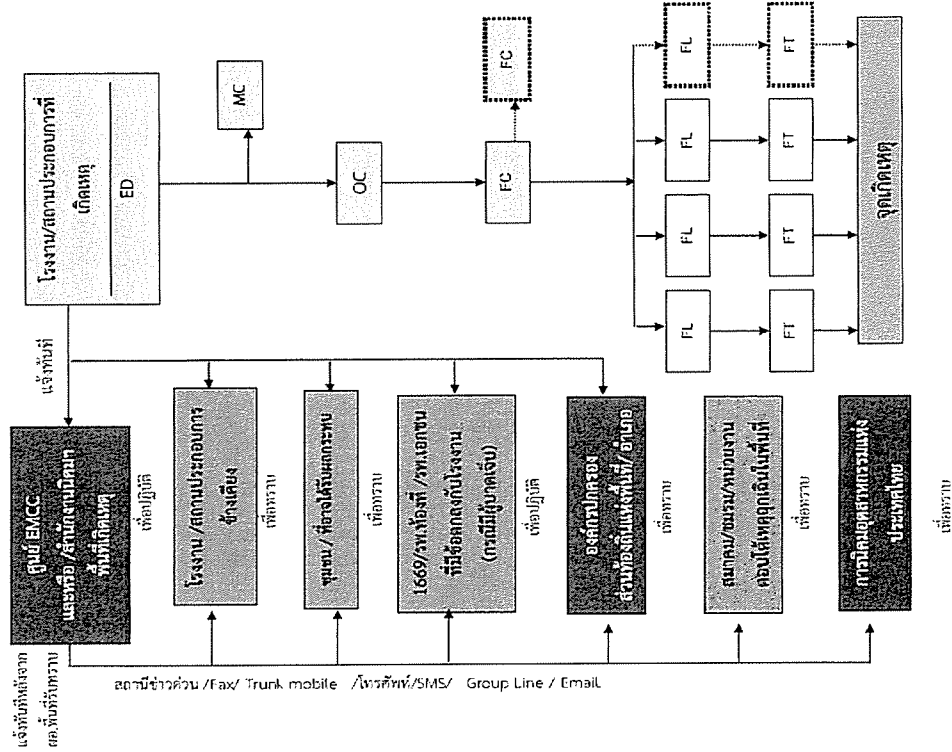 โรงงาน/สถานประกอบการที่
เกิดเหตุ
ED
MC
OC
FC
FC
FL
FL
FL
FL
FT
FT
FT
FT
จุดเกิดเหตุ
แจ้งทันที
ศูนย์ EMCC
และหรือ /สำนักงานนิคมฯ
พื้นที่เกิดเหตุ
เพื่อปฏิบัติ
โรงงาน /สถานประกอบการ
ข้างเคียง
เพื่อทราบ
ชุมชน / ที่อาจได้รับผลกระทบ
เพื่อทราบ
1669/รพ.ท้องที่ /รพ.เอกชน
ที่มีข้อตกลงกับโรงงาน
(กรณีมีผู้บาดเจ็บ)
เพื่อปฏิบัติ
องค์กรปกครอง
ส่วนท้องถิ่นแห่งพื้นที่/ อำเภอ
เพื่อทราบ
สมาคม/ชมรม/หน่วยงาน
ตอบโต้เหตุฉุกเฉินในพื้นที่
เพื่อทราบ
การนิคมอุตสาหกรรมแห่ง
ประเทศไทย
เพื่อทราบ
แจ้งทันทีหลังจาก
ผอ.พื้นที่รับทราบ
สถานีข่าวด่วน /Fax/ Trunk mobile /โทรศัพท์/SMS/ Group Line / Email